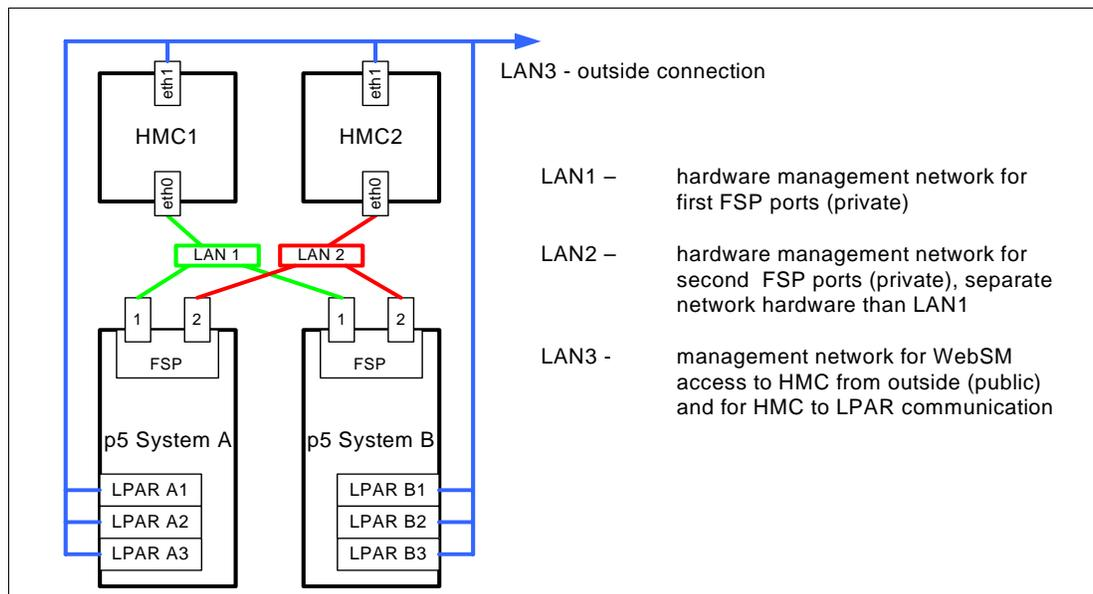 LAN3 - outside connection
eth1
eth1
HMC1
HMC2
eth0
eth0
LAN 1
LAN 2
1
2
1
2
FSP
FSP
p5 System A
p5 System B
LPAR A1
LPAR A2
LPAR A3
LPAR B1
LPAR B2
LPAR B3
LAN1 – hardware management network for
first FSP ports (private)
LAN2 – hardware management network for
second FSP ports (private), separate
network hardware than LAN1
LAN3 - management network for WebSM
access to HMC from outside (public)
and for HMC to LPAR communication